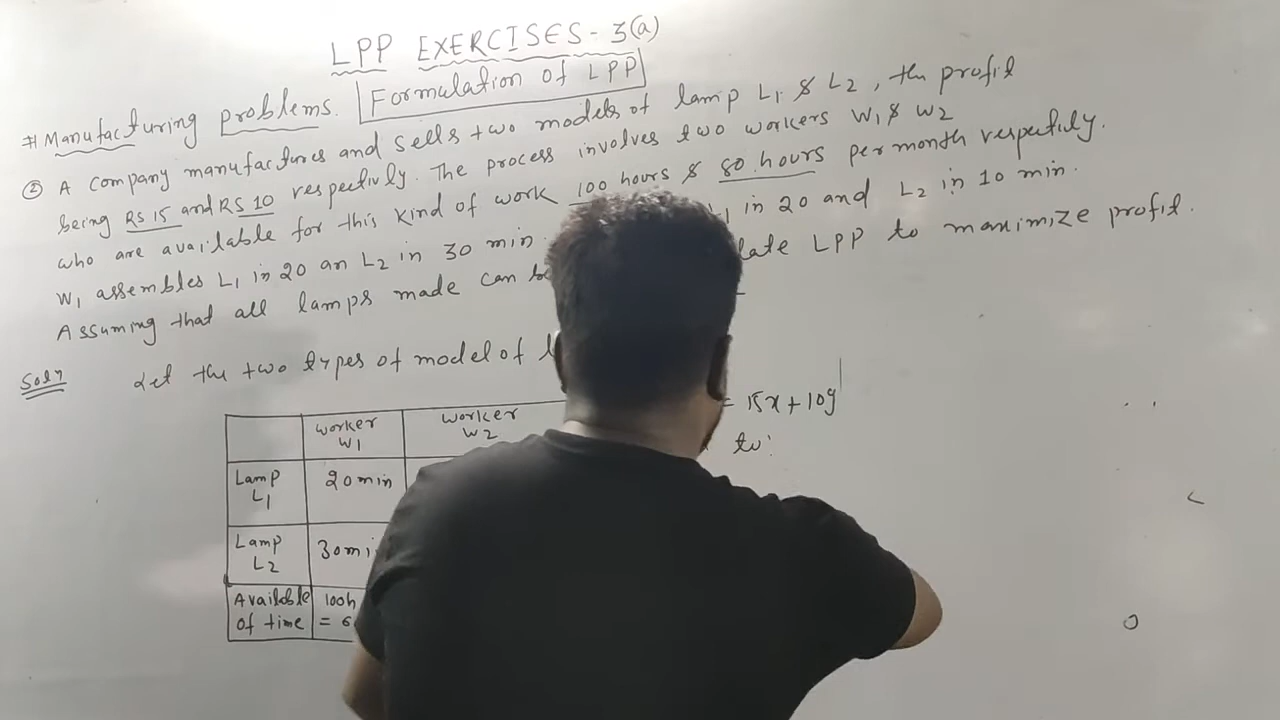 LPP EXERCISES - 3(a)
# Manufacturing problems. Formulation of LPP
② A company manufactures and sells two models of lamp L1 & L2, the profit
being RS 15 and RS 10 respectivly. The process involves two workers W1 & W2
who are available for this kind of work 100 hours & 80 hours per month respectivly.
W1 assembles L1 in 20 an L2 in 30 min. in 20 and L2 in 10 min.
Assuming that all lamps made can LPP to maximize profit.
Soln Let the two types of model of
worker W1
worker W2
= 15x + 10y
to:
Lamp L1
20 min
Lamp L2
30 mi
Available of time
100h
= 6
<
0